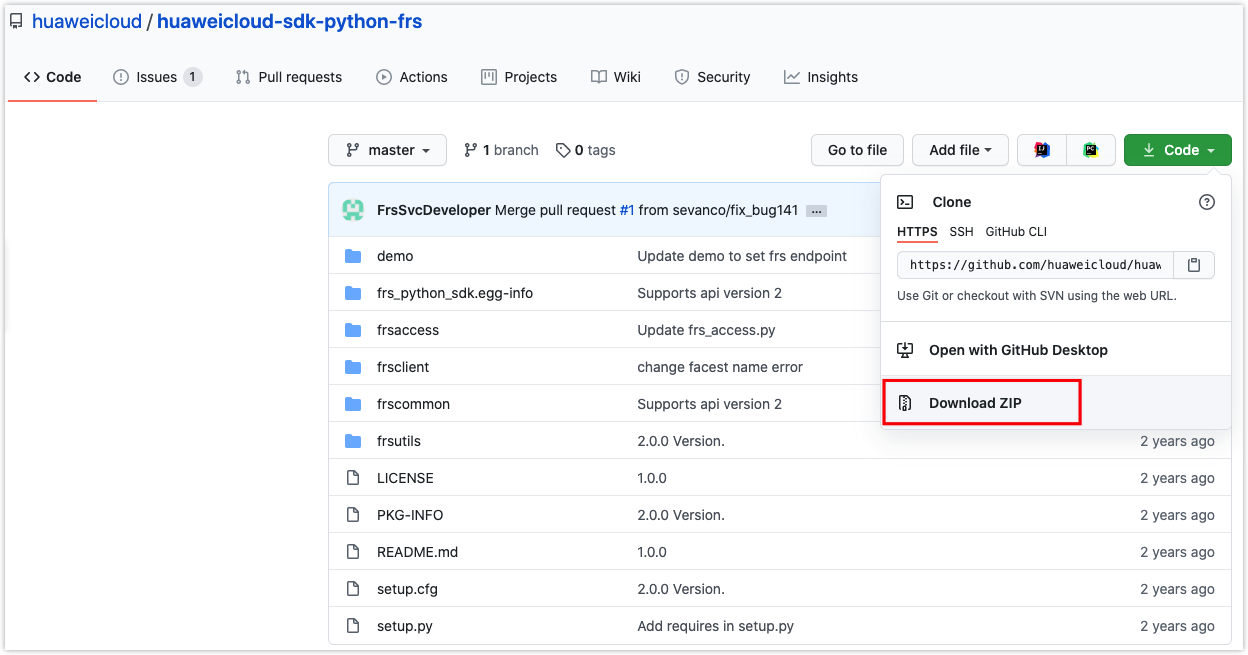 huaweicloud / huaweicloud-sdk-python-frs
Code Issues 1 Pull requests Actions Projects Wiki Security Insights
master 1 branch 0 tags Go to file Add file Code
FrsSvcDeveloper Merge pull request #1 from sevanco/fix_bug141 ...
Clone
HTTPS SSH GitHub CLI
https://github.com/huaweicloud/huaw
Use Git or checkout with SVN using the web URL.
Open with GitHub Desktop
Download ZIP
demo Update demo to set frs endpoint
frs_python_sdk.egg-info Supports api version 2
frsaccess Update frs_access.py
frsclient change facest name error
frscommon Supports api version 2
frsutils 2.0.0 Version. 2 years ago
LICENSE 1.0.0 2 years ago
PKG-INFO 2.0.0 Version. 2 years ago
README.md 1.0.0 2 years ago
setup.cfg 2.0.0 Version. 2 years ago
setup.py Add requires in setup.py 2 years ago